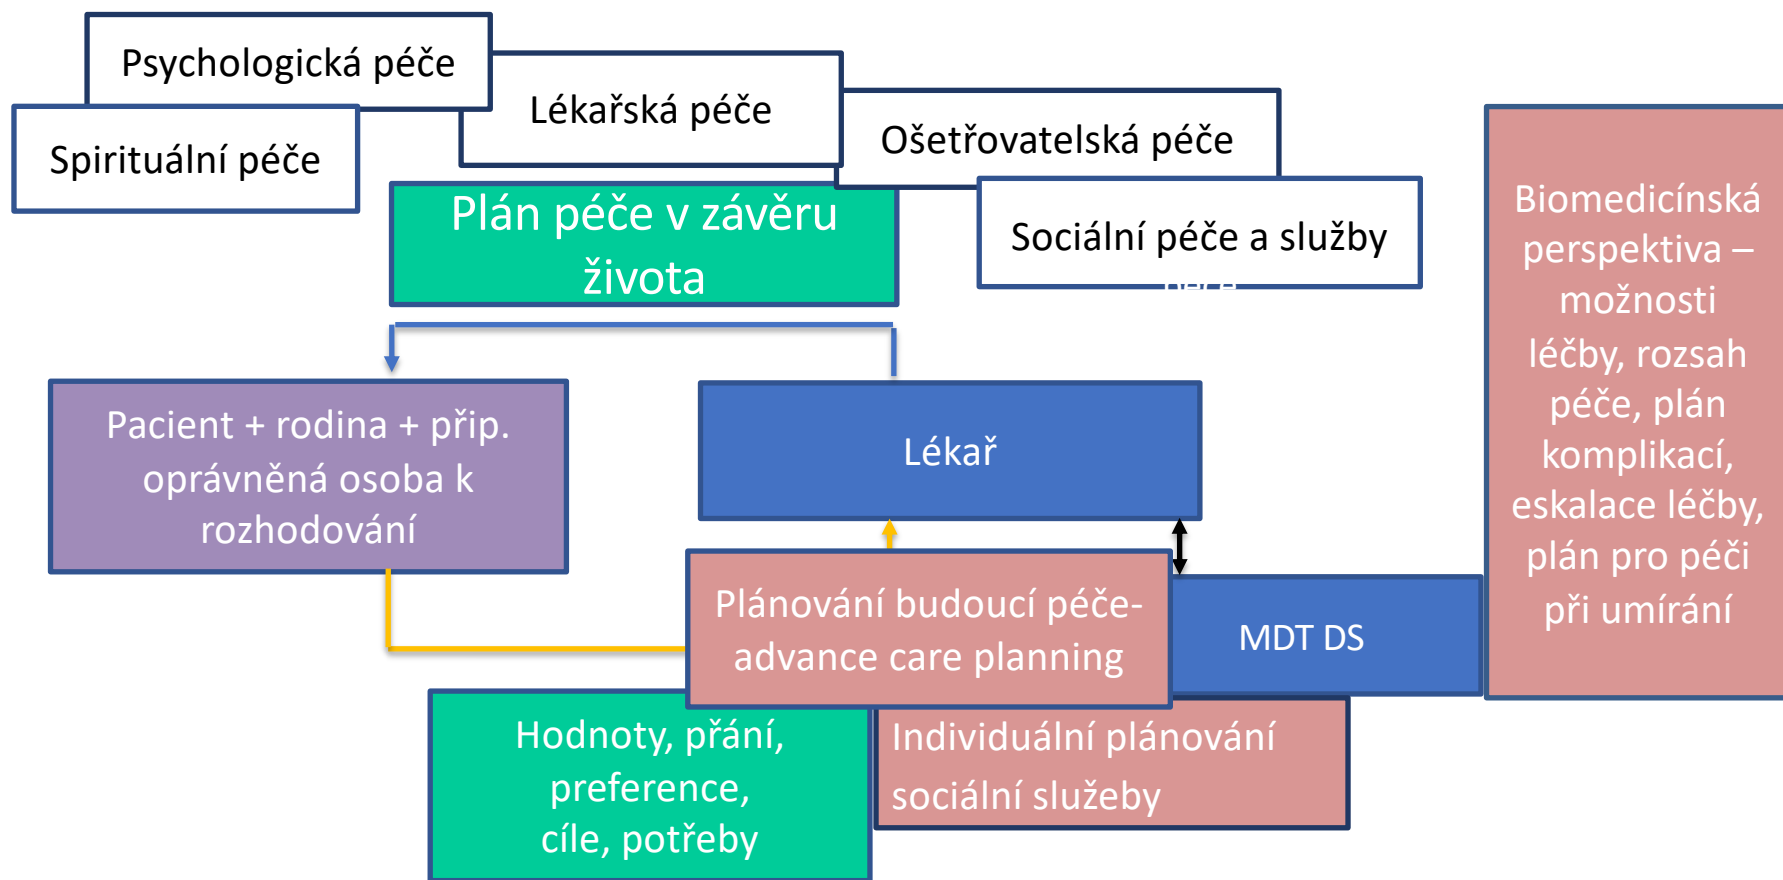 Psychologická péče
Lékařská péče
Ošetřovatelská péče
Spirituální péče
Plán péče v závěru
života
Sociální péče a služby
péče
Biomedicínská
perspektiva –
možnosti
léčby, rozsah
péče, plán
komplikací,
eskalace léčby,
plán pro péči
při umírání
Pacient + rodina + příp.
oprávněná osoba k
rozhodování
Lékař
Plánování budoucí péče-
advance care planning
MDT DS
Hodnoty, přání,
preference,
cíle, potřeby
Individuální plánování
sociální služeby